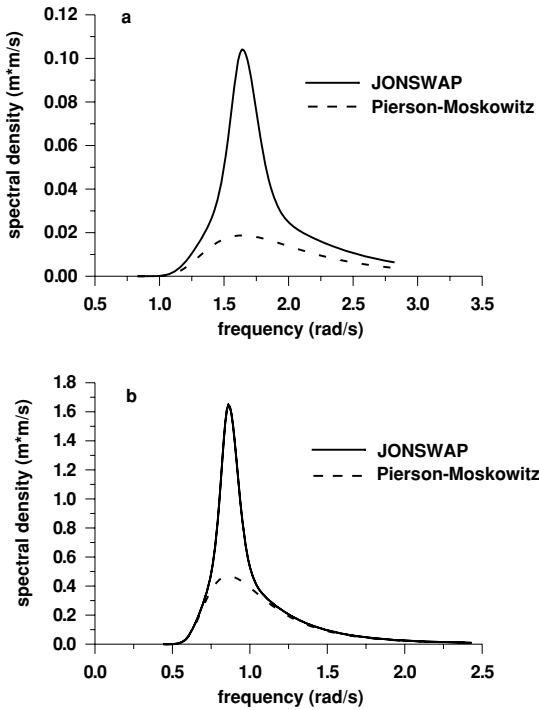 a
0.12
0.10
0.08
0.06
0.04
0.02
0.00
spectral density (m*m/s)
JONSWAP
Pierson-Moskowitz
0.5 1.0 1.5 2.0 2.5 3.0 3.5
frequency (rad/s)
b
1.8
1.6
1.4
1.2
1.0
0.8
0.6
0.4
0.2
0.0
spectral density (m*m/s)
JONSWAP
Pierson-Moskowitz
0.0 0.5 1.0 1.5 2.0 2.5
frequency (rad/s)